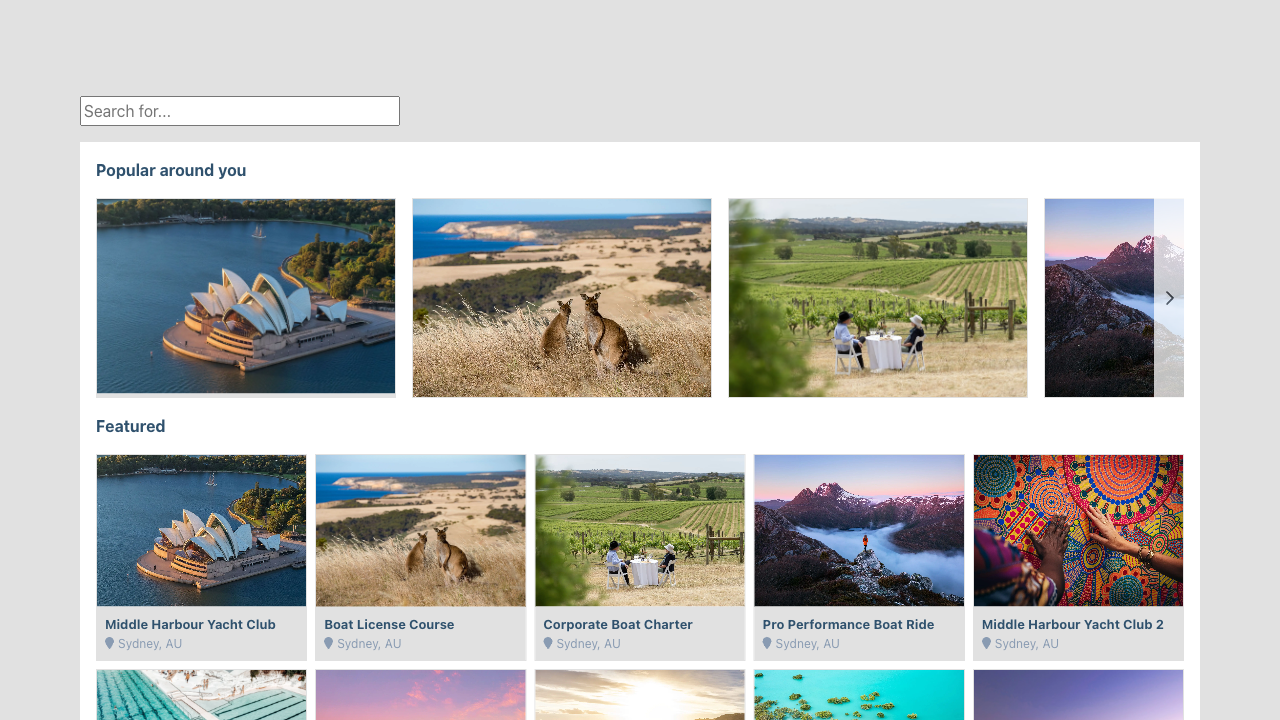 Search for...
Popular around you
Featured
Middle Harbour Yacht Club
Sydney, AU
Boat License Course
Sydney, AU
Corporate Boat Charter
Sydney, AU
Pro Performance Boat Ride
Sydney, AU
Middle Harbour Yacht Club 2
Sydney, AU